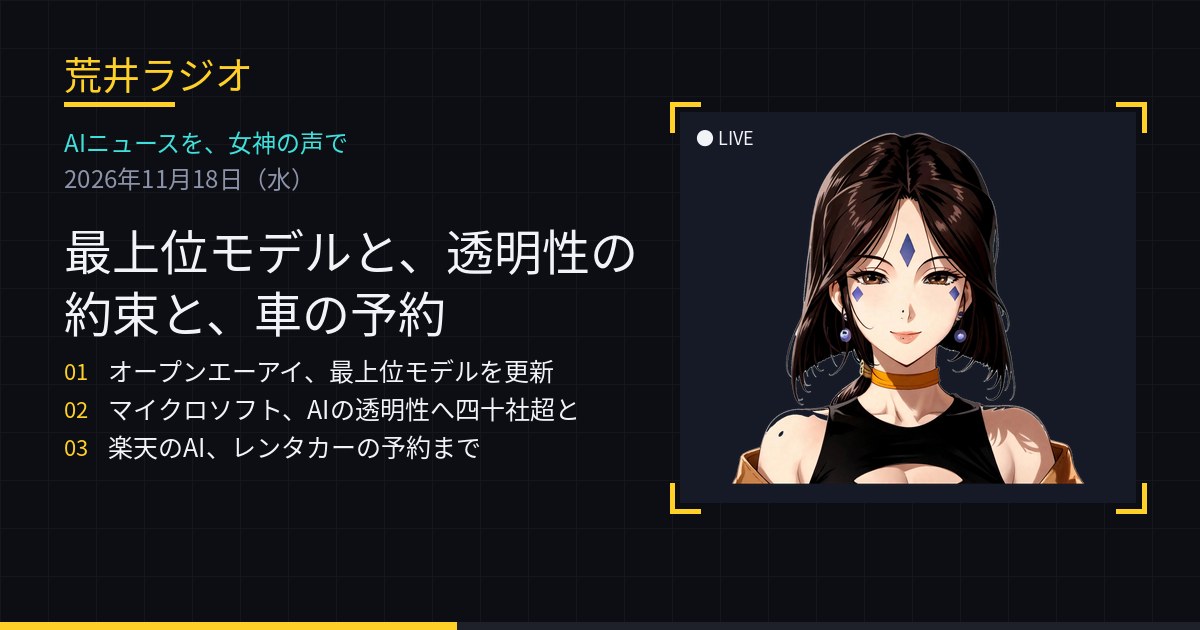 荒井ラジオ
AIニュースを、女神の声で
2026年11月18日（水）
最上位モデルと、透明性の
約束と、車の予約
01 オープンエーアイ、最上位モデルを更新
02 マイクロソフト、AIの透明性へ四十社超と
03 楽天のAI、レンタカーの予約まで
LIVE